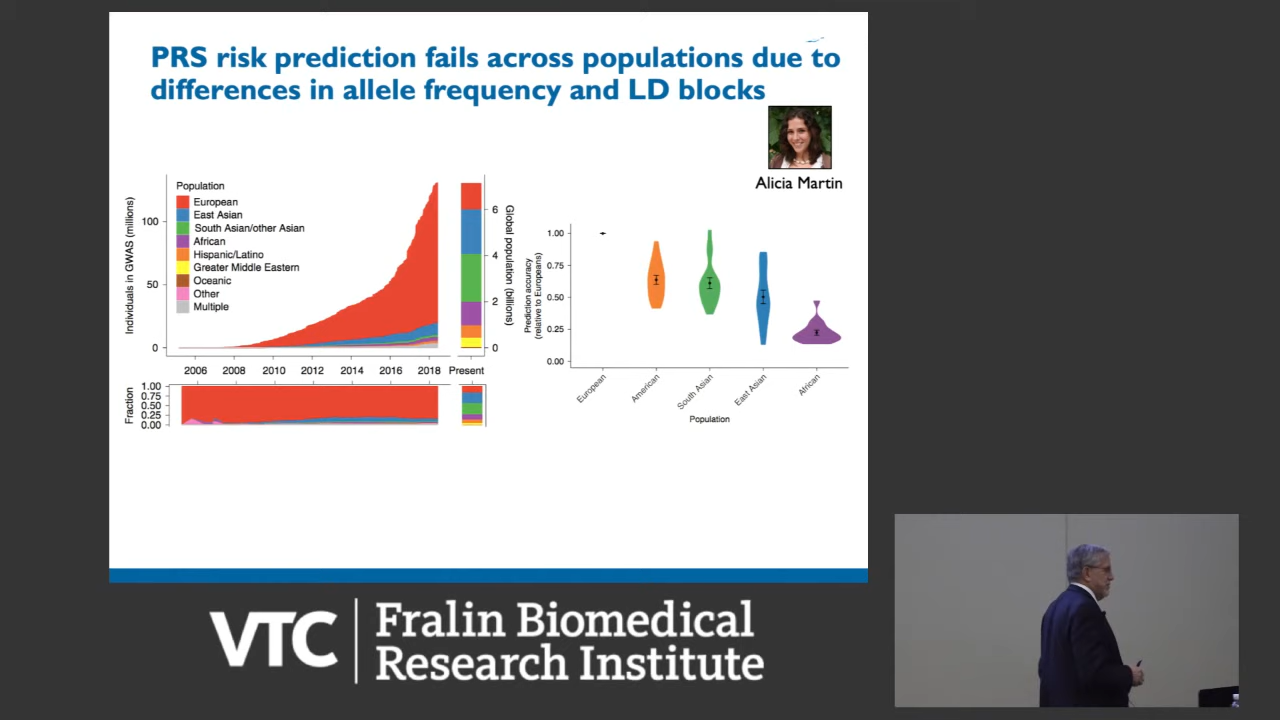 PRS risk prediction fails across populations due to
differences in allele frequency and LD blocks
Alicia Martin
Individuals in GWAS (millions)
100
50
0
Population
European
East Asian
South Asian/other Asian
African
Hispanic/Latino
Greater Middle Eastern
Oceanic
Other
Multiple
6
4
2
0
Global population (billions)
2006 2008 2010 2012 2014 2016 2018 Present
Fraction
1.00
0.75
0.50
0.25
0.00
Prediction accuracy
(relative to Europeans)
1.00
0.75
0.50
0.25
0.00
European American South Asian East Asian African
Population
VTC
Fralin Biomedical
Research Institute